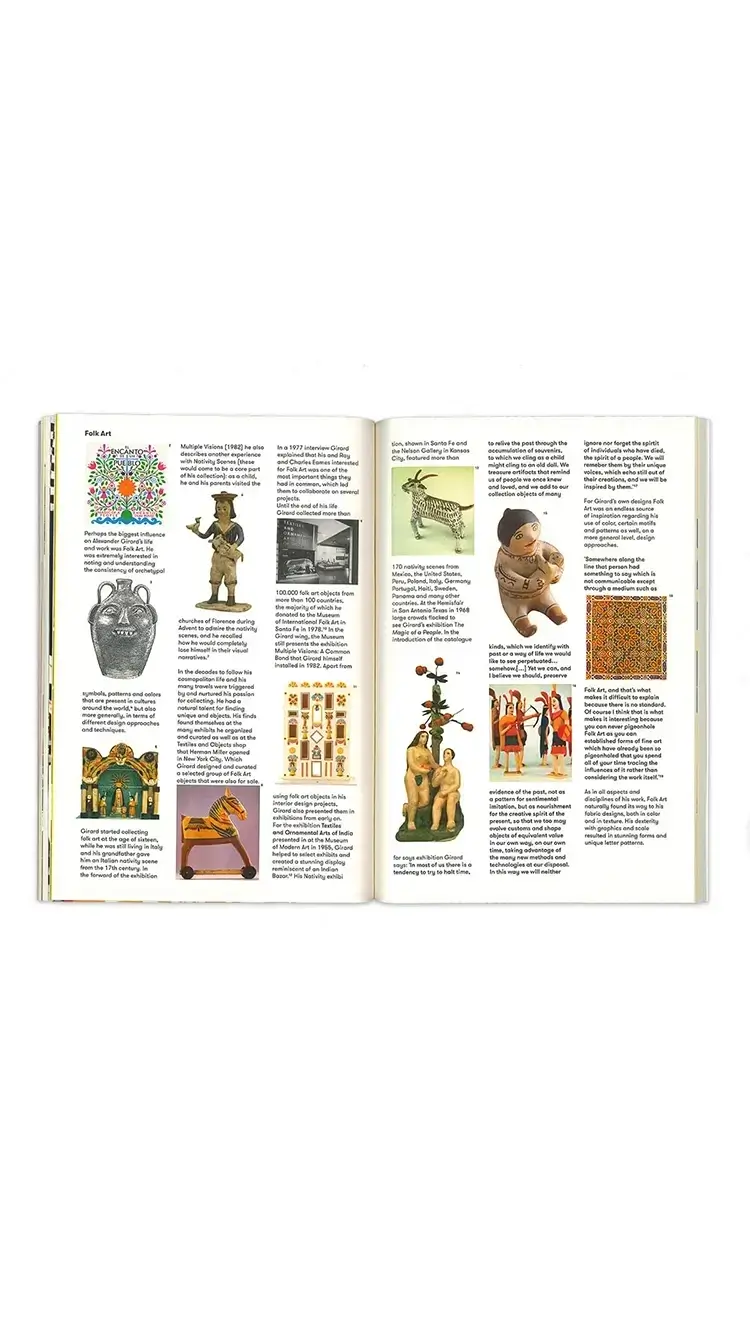 Folk Art
EL
ENCANTO
DE UN
PUEBLO
Perhaps the biggest influence
on Alexander Girard's life
and work was Folk Art. He
was extremely interested in
noting and understanding
the consistency of archetypal
symbols, patterns and colors
that are present in cultures
around the world,⁶ but also
more generally, in terms of
different design approaches
and techniques.
Girard started collecting
folk art at the age of sixteen,
while he was still living in Italy
and his grandfather gave
him an Italian nativity scene
from the 17th century. In
the forward of the exhibition
Multiple Visions [1982] he also
describes another experience
with Nativity Scenes [these
would come to be a core part
of his collection]: as a child,
he and his parents visited the
churches of Florence during
Advent to admire the nativity
scenes, and he recalled
how he would completely
lose himself in their visual
narratives.⁷
In the decades to follow his
cosmopolitan life and his
many travels were triggered
by and nurtured his passion
for collecting. He had a
natural talent for finding
unique and objects. His finds
found themselves at the
many exhibits he organized
and curated as well as at the
Textiles and Objects shop
that Herman Miller opened
in New York City. Which
Girard designed and curated
a selected group of Folk Art
objects that were also for sale.
In a 1977 interview Girard
explained that his and Ray
and Charles Eames interested
for Folk Art was one of the
most important things they
had in common, which led
them to collaborate on several
projects.
Until the end of his life
Girard collected more than
TEXTILES
AND
ORNAMENTAL
ARTS
100.000 folk art objects from
more than 100 countries,
the majority of which he
donated to the Museum
of International Folk Art in
Santa Fe in 1978.¹⁰ In the
Girard wing, the Museum
still presents the exhibition
Multiple Visions: A Common
Bond that Girard himself
installed in 1982. Apart from
using folk art objects in his
interior design projects,
Girard also presented them in
exhibitions from early on.
For the exhibition Textiles
and Ornamental Arts of India
presented in at the Museum
of Modern Art in 1955, Girard
helped to select exhibits and
created a stunning display
reminiscent of an Indian
Bazar.¹² His Nativity exhibi
tion, shown in Santa Fe and
the Nelson Gallery in Kansas
City, featured more than
170 nativity scenes from
Mexico, the United States,
Peru, Poland, Italy, Germany
Portugal, Haiti, Sweden,
Panama and many other
countries. At the Hemisfair
in San Antonio Texas in 1968
large crowds flocked to
see Girard's exhibition The
Magic of a People. In the
introduction of the catalogue
for says exhibition Girard
says: 'In most of us there is a
tendency to try to halt time,
to relive the past through the
accumulation of souvenirs,
to which we cling as a child
might cling to an old doll. We
treasure artifacts that remind
us of people we once knew
and loved, and we add to our
collection objects of many
kinds, which we identify with
past or a way of life we would
like to see perpetuated...
somehow.[...] Yet we can, and
I believe we should, preserve
evidence of the past, not as
a pattern for sentimental
imitation, but as nourishment
for the creative spirit of the
present, so that we too may
evolve customs and shape
objects of equivalent value
in our own way, on our own
time, taking advantage of
the many new methods and
technologies at our disposal.
In this way we will neither
ignore nor forget the spirtit
of individuals who have died,
the spirit of a people. We will
remeber them by their unique
voices, which echo still out of
their creations, and we will be
inspired by them.'
For Girard's own designs Folk
Art was an endless source
of inspiration regarding his
use of color, certain motifs
and patterns as well, on a
more general level, design
approaches.
'Somewhere along the
line that person had
something to say which is
not communicable except
through a medium such as
Folk Art, and that's what
makes it difficult to explain
because there is no standard.
Of course I think that is what
makes it interesting because
you can never pigeonhole
Folk Art as you can
established forms of fine art
which have already been so
pigeonholed that you spend
all of your time tracing the
influences of it rather than
considering the work itself.'
As in all aspects and
disciplines of his work, Folk Art
naturally found its way to his
fabric designs, both in color
and in texture. His dexterity
with graphics and scale
resulted in stunning forms and
unique letter patterns.